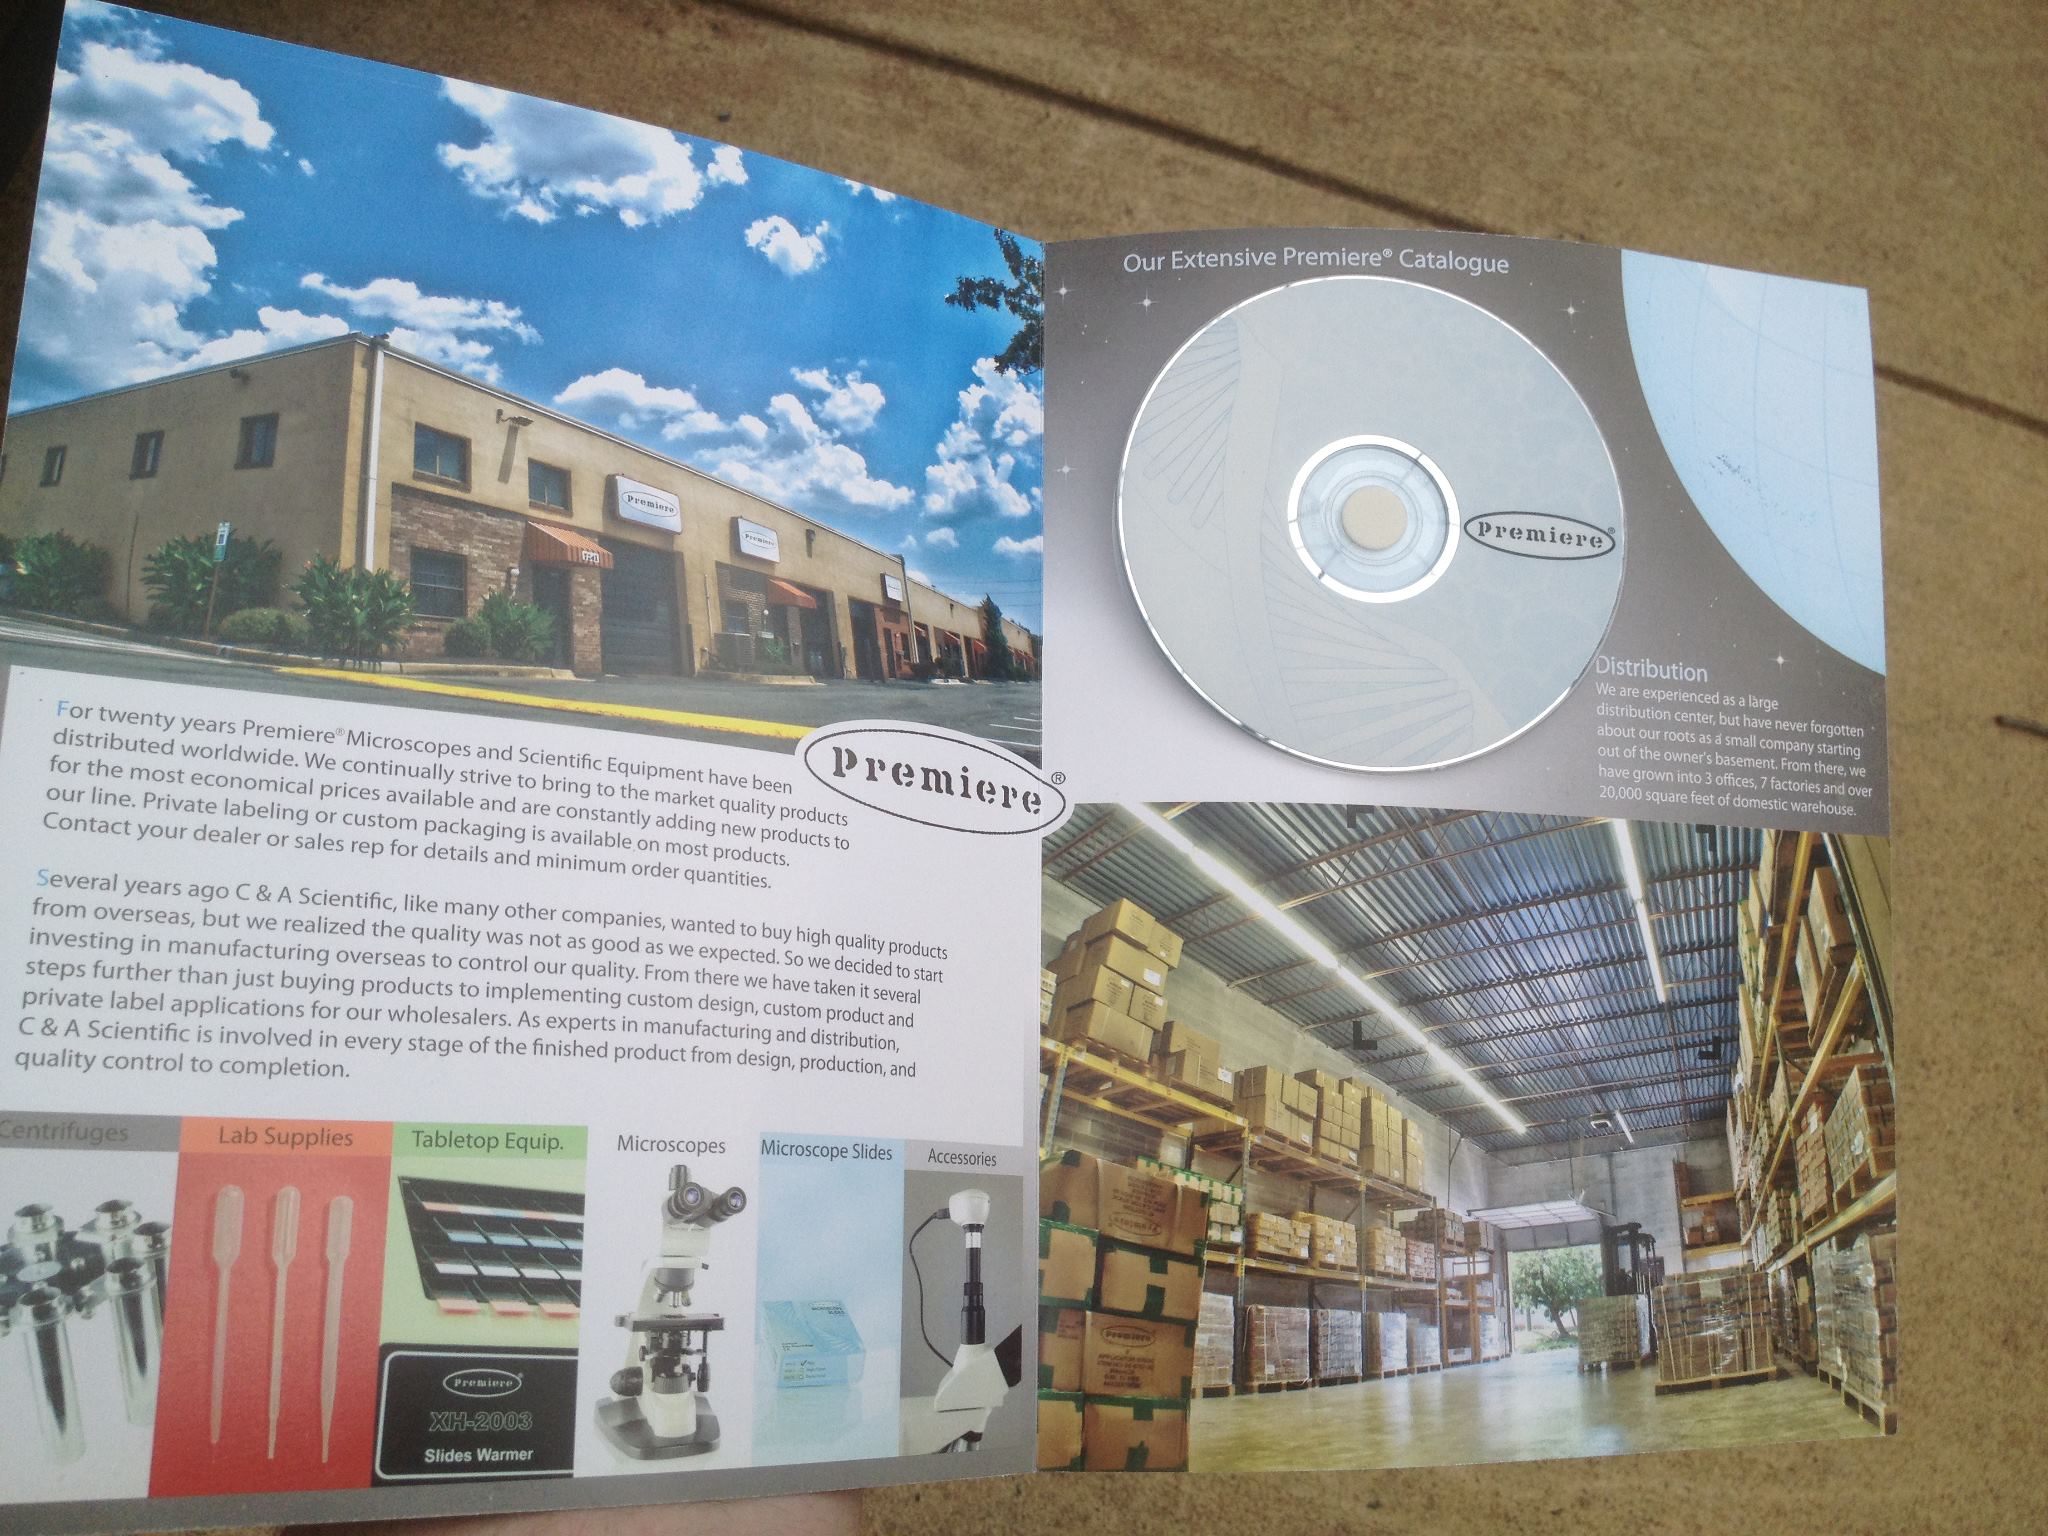 Premiere
Premiere
For twenty years Premiere® Microscopes and Scientific Equipment have been
distributed worldwide. We continually strive to bring to the market quality products
for the most economical prices available and are constantly adding new products to
our line. Private labeling or custom packaging is available on most products.
Contact your dealer or sales rep for details and minimum order quantities.
Premiere®
Several years ago C & A Scientific, like many other companies, wanted to buy high quality products
from overseas, but we realized the quality was not as good as we expected. So we decided to start
investing in manufacturing overseas to control our quality. From there we have taken it several
steps further than just buying products to implementing custom design, custom product and
private label applications for our wholesalers. As experts in manufacturing and distribution,
C & A Scientific is involved in every stage of the finished product from design, production, and
quality control to completion.
Centrifuges
Lab Supplies
Tabletop Equip.
Microscopes
Microscope Slides
Accessories
Premiere
XH-2003
Slides Warmer
MICROSCOPE
SLIDES
Our Extensive Premiere® Catalogue
Premiere®
Distribution
We are experienced as a large
distribution center, but have never forgotten
about our roots as a small company starting
out of the owner's basement. From there, we
have grown into 3 offices, 7 factories and over
20,000 square feet of domestic warehouse.
Premiere
Premiere